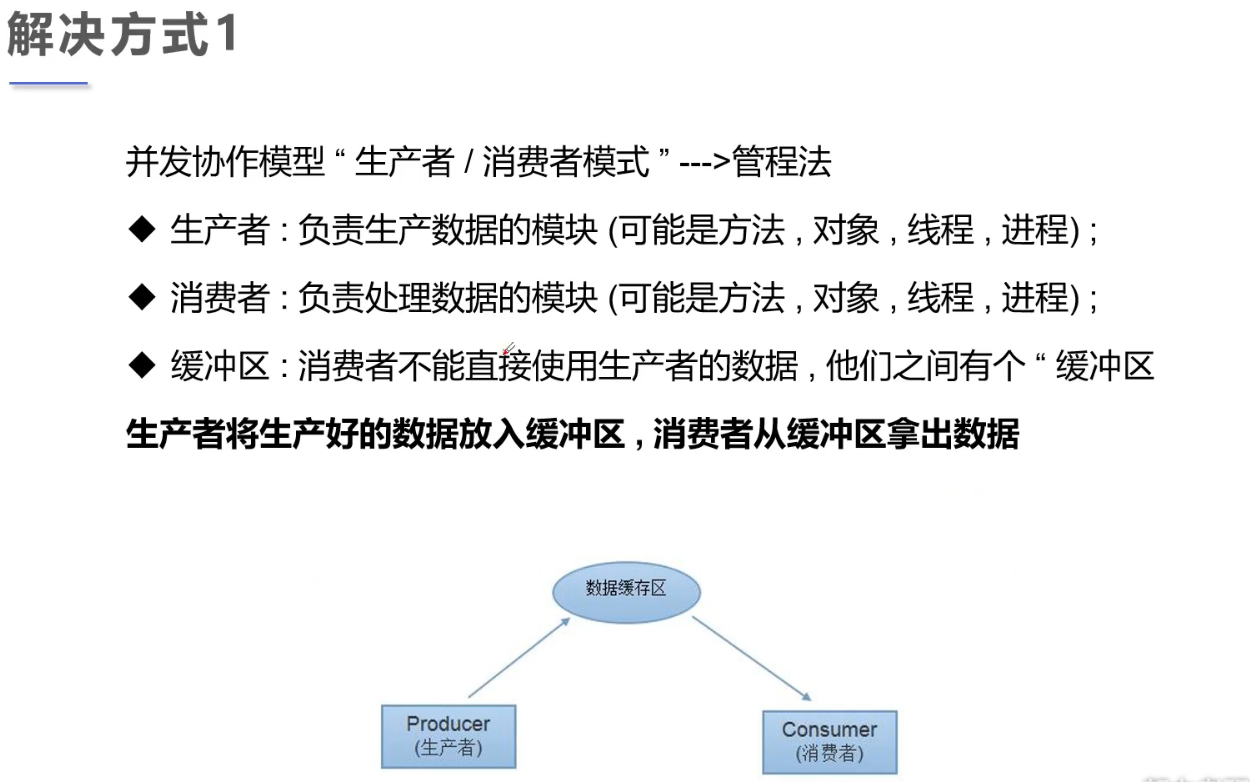 解决方式1
并发协作模型 “ 生产者 / 消费者模式 ” --->管程法
◆ 生产者 : 负责生产数据的模块 (可能是方法 , 对象 , 线程 , 进程) ;
◆ 消费者 : 负责处理数据的模块 (可能是方法 , 对象 , 线程 , 进程) ;
◆ 缓冲区 : 消费者不能直接使用生产者的数据 , 他们之间有个 “ 缓冲区
生产者将生产好的数据放入缓冲区 , 消费者从缓冲区拿出数据
数据缓存区
Producer
(生产者)
Consumer
(消费者)